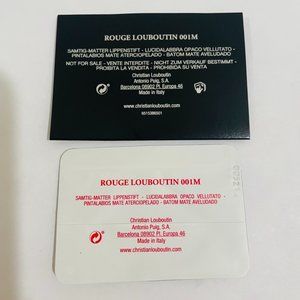 ROUGE LOUBOUTIN 001M
SAMTIG-MATTER LIPPENSTIFT - LUCIDALABBRA OPACO VELLUTATO -
PINTALABIOS MATE ATERCIOPELADO - BATOM MATE AVELUDADO
NOT FOR SALE - VENTE INTERDITE - NICHT ZUM VERKAUF BESTIMMT -
PROIBITA LA VENDITA - PROHIBIDA SU VENTA
Christian Louboutin
Antonio Puig, S.A.
Barcelona 08902 Pl. Europa 46
Made in Italy
www.christianlouboutin.com
ROUGE LOUBOUTIN 001M
SAMTIG-MATTER LIPPENSTIFT - LUCIDALABBRA OPACO VELLUTATO -
PINTALABIOS MATE ATERCIOPELADO - BATOM MATE AVELUDADO
Christian Louboutin
Antonio Puig, S.A.
Barcelona 08902 Pl. Europa 46
Made in Italy
www.christianlouboutin.com